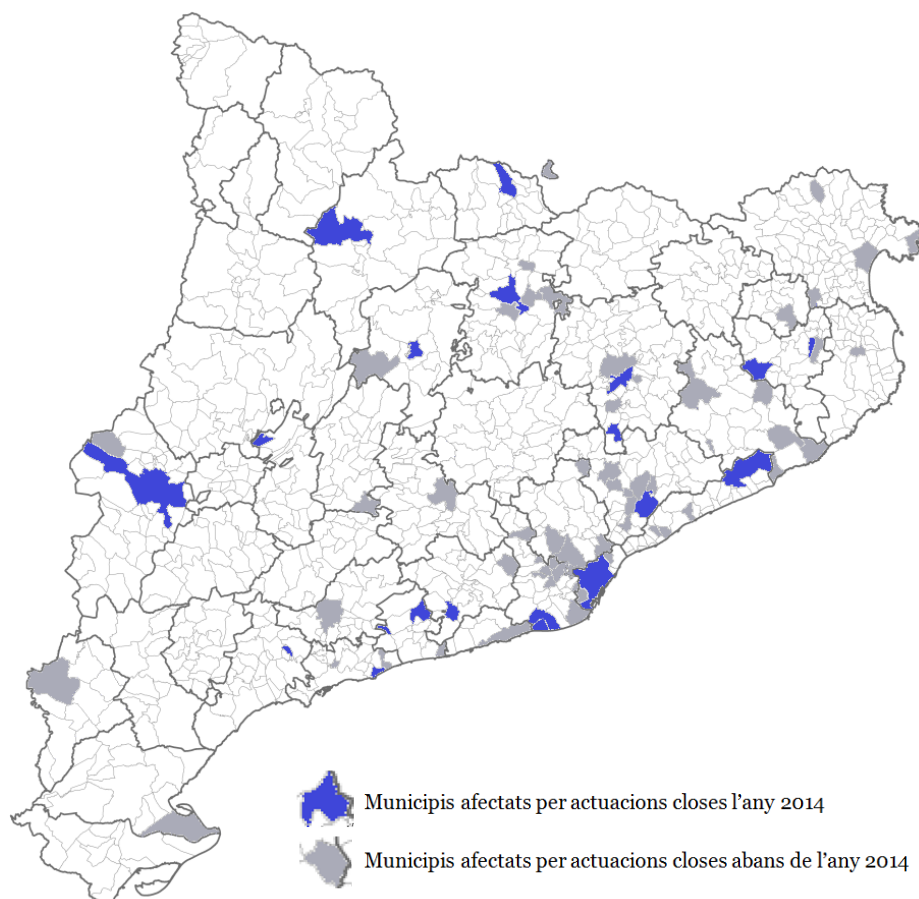 Municipis afectats per actuacions closes l’any 2014
Municipis afectats per actuacions closes abans de l’any 2014